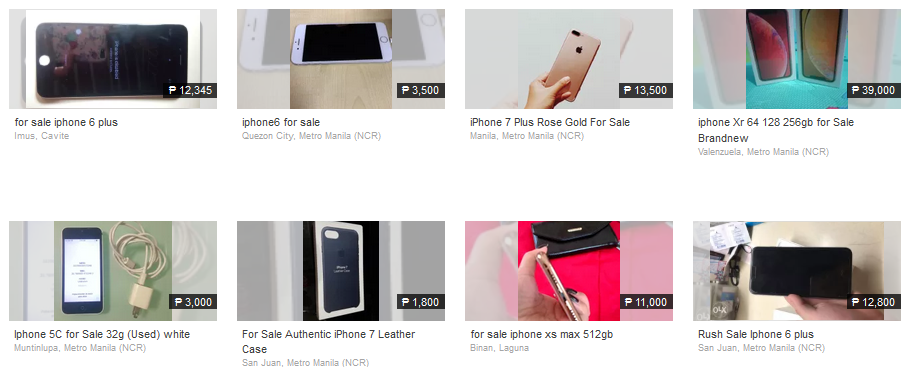 ₱ 12,345
₱ 3,500
₱ 13,500
₱ 39,000
for sale iphone 6 plus
iphone6 for sale
iPhone 7 Plus Rose Gold For Sale
iphone Xr 64 128 256gb for Sale
Brandnew
Imus, Cavite
Quezon City, Metro Manila (NCR)
Manila, Metro Manila (NCR)
Valenzuela, Metro Manila (NCR)
iPhone 7
Leather Case
OLX
₱ 3,000
₱ 1,800
₱ 11,000
₱ 12,800
Iphone 5C for Sale 32g (Used) white
For Sale Authentic iPhone 7 Leather
Case
for sale iphone xs max 512gb
Rush Sale Iphone 6 plus
Muntinlupa, Metro Manila (NCR)
San Juan, Metro Manila (NCR)
Binan, Laguna
San Juan, Metro Manila (NCR)